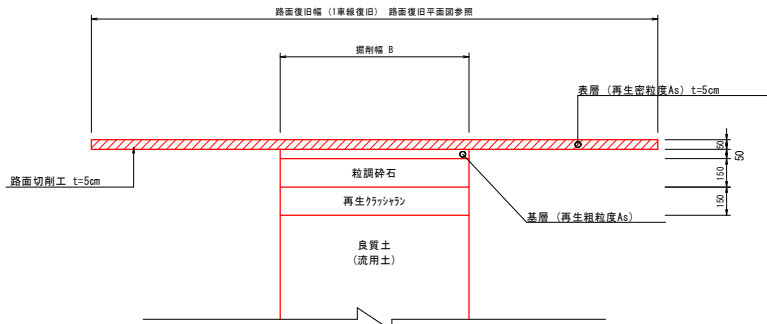 路面復旧幅（1車線復旧） 路面復旧平面図参照
掘削幅 B
表層（再生密粒度As）t=5cm
50
50
粒調砕石
150
路面切削工 t=5cm
再生クラッシャラン
150
基層（再生粗粒度As）
良質土
(流用土)